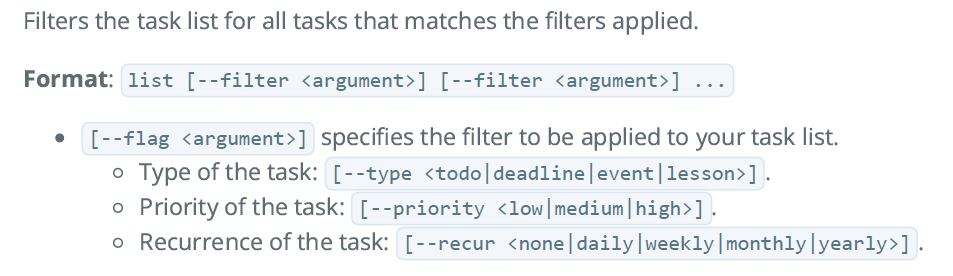 Filters the task list for all tasks that matches the filters applied.
Format: list [--filter <argument>] [--filter <argument>] ...
• [--flag <argument>] specifies the filter to be applied to your task list.
◦ Type of the task: [--type <todo|deadline|event|lesson>].
◦ Priority of the task: [--priority <low|medium|high>].
◦ Recurrence of the task: [--recur <none|daily|weekly|monthly|yearly>].